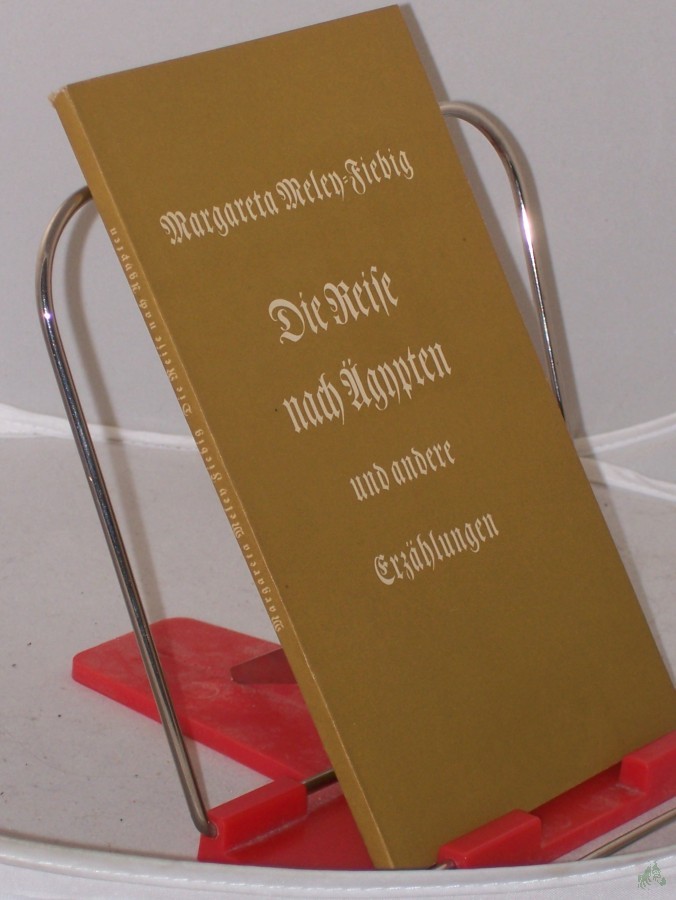 Margareta Meley-Fiebig
Die Reise
nach Ägypten
und andere
Erzählungen
Margareta Meley-Fiebig Die Reise nach Ägypten